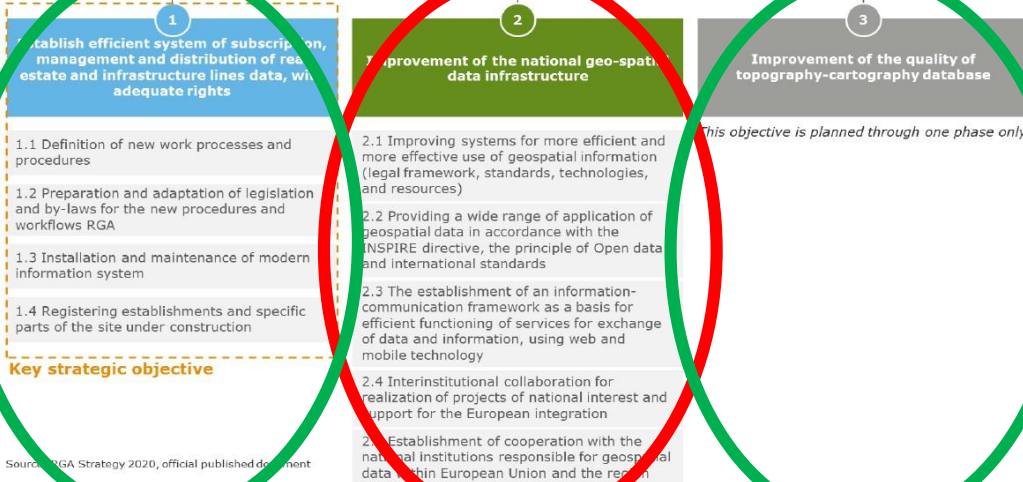 1
Establish efficient system of subscription,
management and distribution of real
estate and infrastructure lines data, with
adequate rights
1.1 Definition of new work processes and
procedures
1.2 Preparation and adaptation of legislation
and by-laws for the new procedures and
workflows RGA
1.3 Installation and maintenance of modern
information system
1.4 Registering establishments and specific
parts of the site under construction
Key strategic objective
Source: RGA Strategy 2020, official published document
2
Improvement of the national geo-spatial
data infrastructure
2.1 Improving systems for more efficient and
more effective use of geospatial information
(legal framework, standards, technologies,
and resources)
2.2 Providing a wide range of application of
geospatial data in accordance with the
INSPIRE directive, the principle of Open data
and international standards
2.3 The establishment of an information-
communication framework as a basis for
efficient functioning of services for exchange
of data and information, using web and
mobile technology
2.4 Interinstitutional collaboration for
realization of projects of national interest and
support for the European integration
2.5 Establishment of cooperation with the
national institutions responsible for geospatial
data within European Union and the region
3
Improvement of the quality of
topography-cartography database
This objective is planned through one phase only